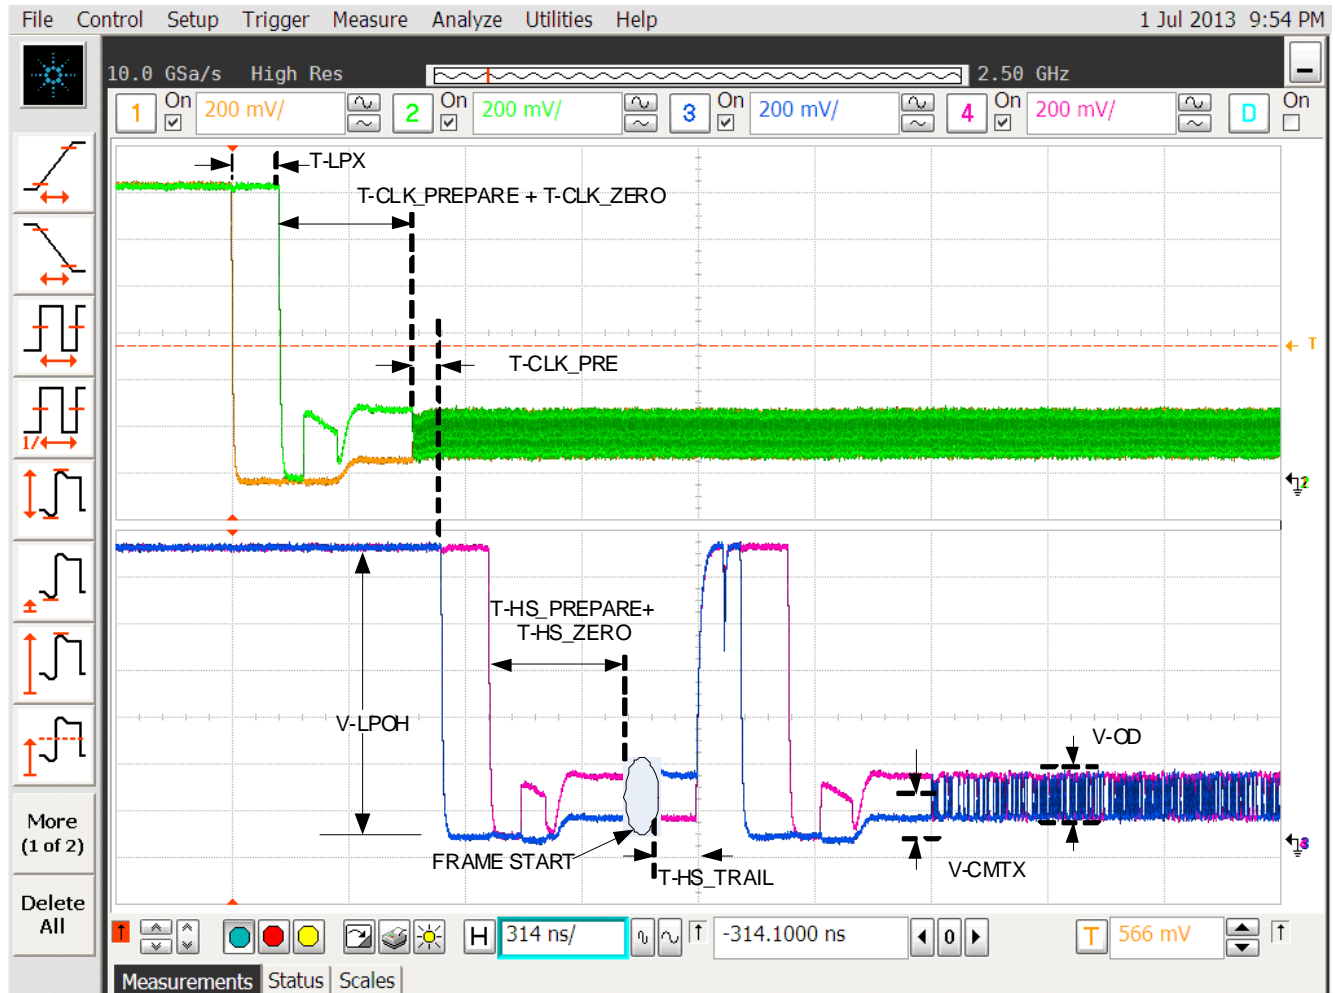 File Control Setup Trigger Measure Analyze Utilities Help 1 Jul 2013 9:54 PM
10.0 GSa/s High Res 2.50 GHz
1 On 200 mV/ 2 On 200 mV/ 3 On 200 mV/ 4 On 200 mV/ D On
T-LPX
T-CLK_PREPARE + T-CLK_ZERO
T
T-CLK_PRE
1/
2
T-HS_PREPARE+
T-HS_ZERO
V-LPOH
V-OD
More
(1 of 2)
3
FRAME START
T-HS_TRAIL
V-CMTX
Delete
All
H 314 ns/ -314.1000 ns 0 T 566 mV
Measurements Status Scales